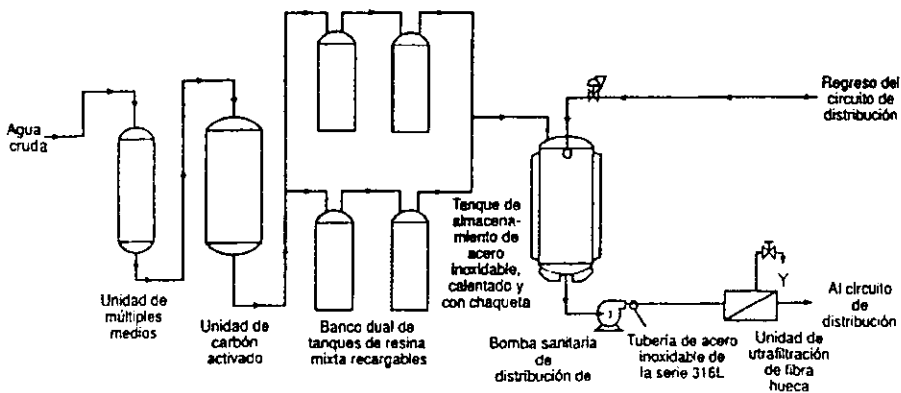 Agua
cruda
Unidad de
múltiples
medios
Unidad de
carbón
activado
Banco dual de
tanques de resina
mixta recargables
Tanque de
almacena-
miento de
acero
inoxidable,
calentado y
con chaqueta
Regreso del
circuito de
distribución
Bomba sanitaria
de
distribución de
Tubería de acero
inoxidable de
la serie 316L
Y
Al circuito
de
distribución
Unidad de
utrafiltración
de fibra
hueca